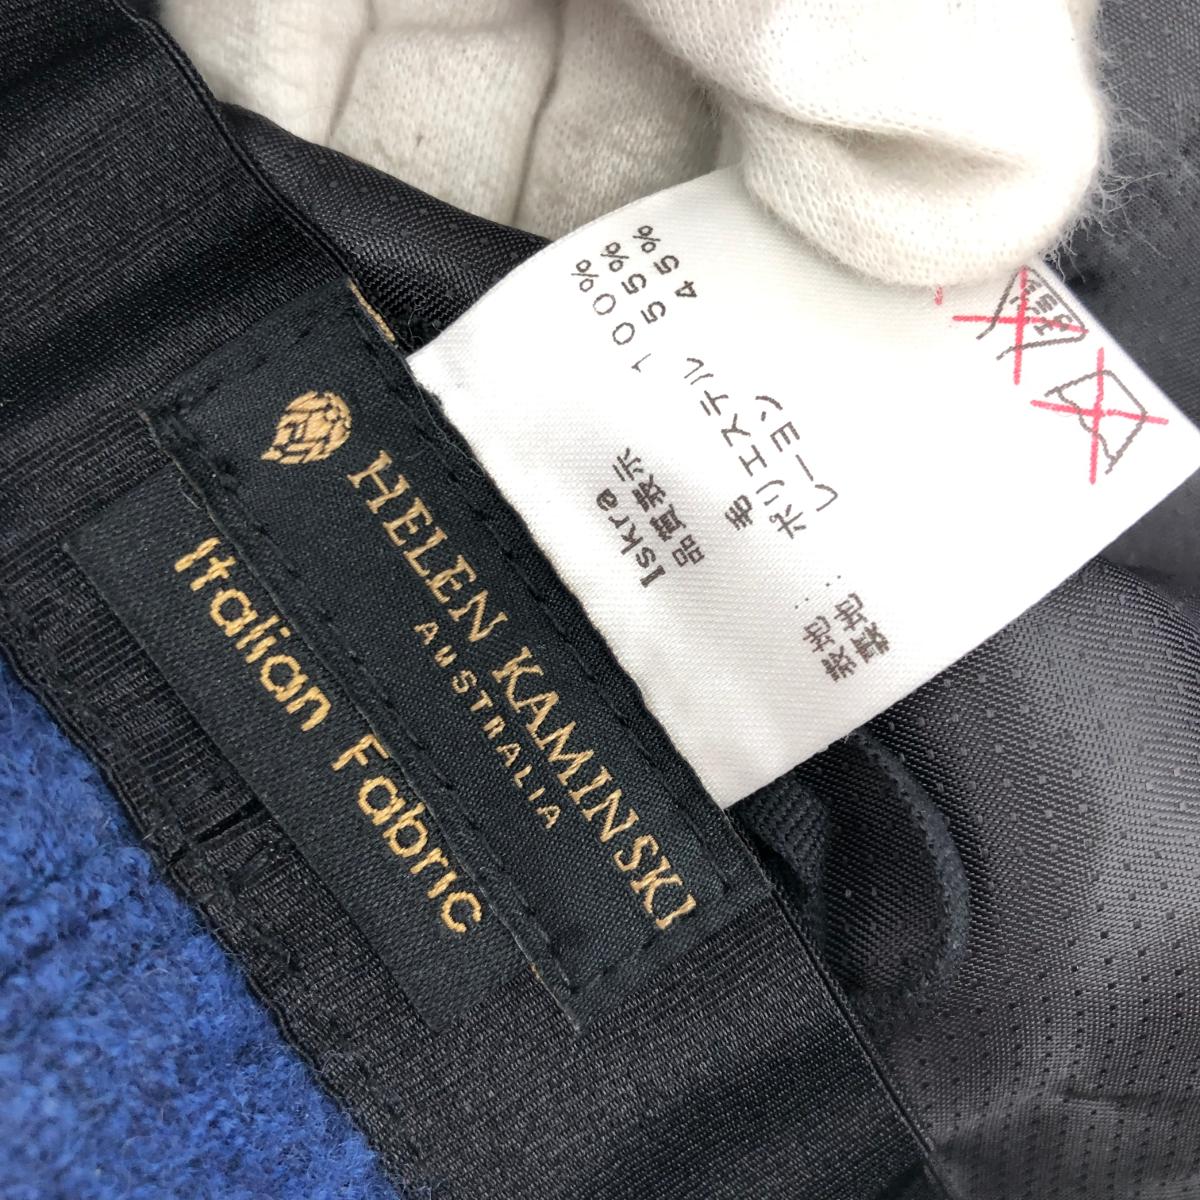 HELEN KAMINSKI
AUSTRALIA
Italian Fabric
Iskra
品質表示
表地: 毛 100%
裏地: ポリエステル 55%
レーヨン 45%